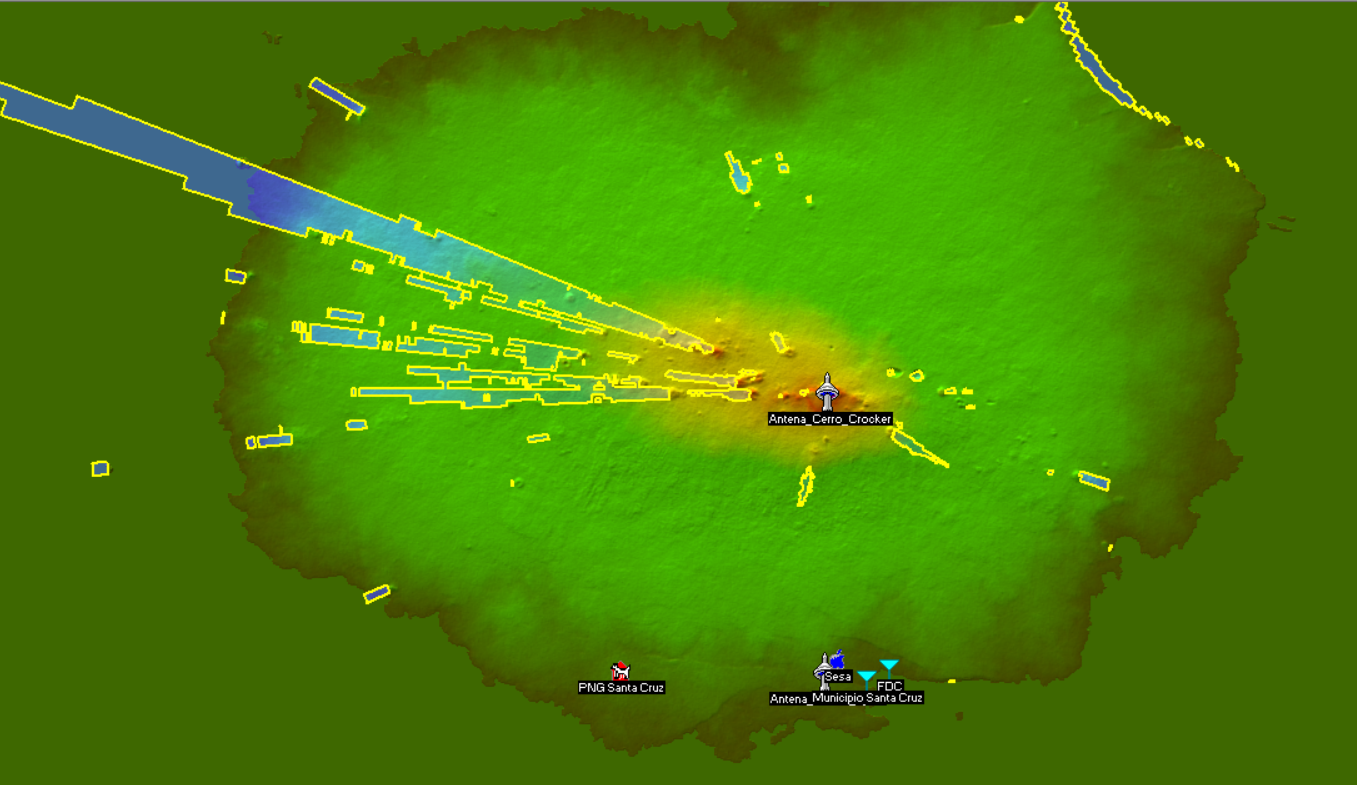 Antena_Cerro_Crocker
PNG Santa Cruz
Sesa
FDC
Antena_Municipio Santa Cruz